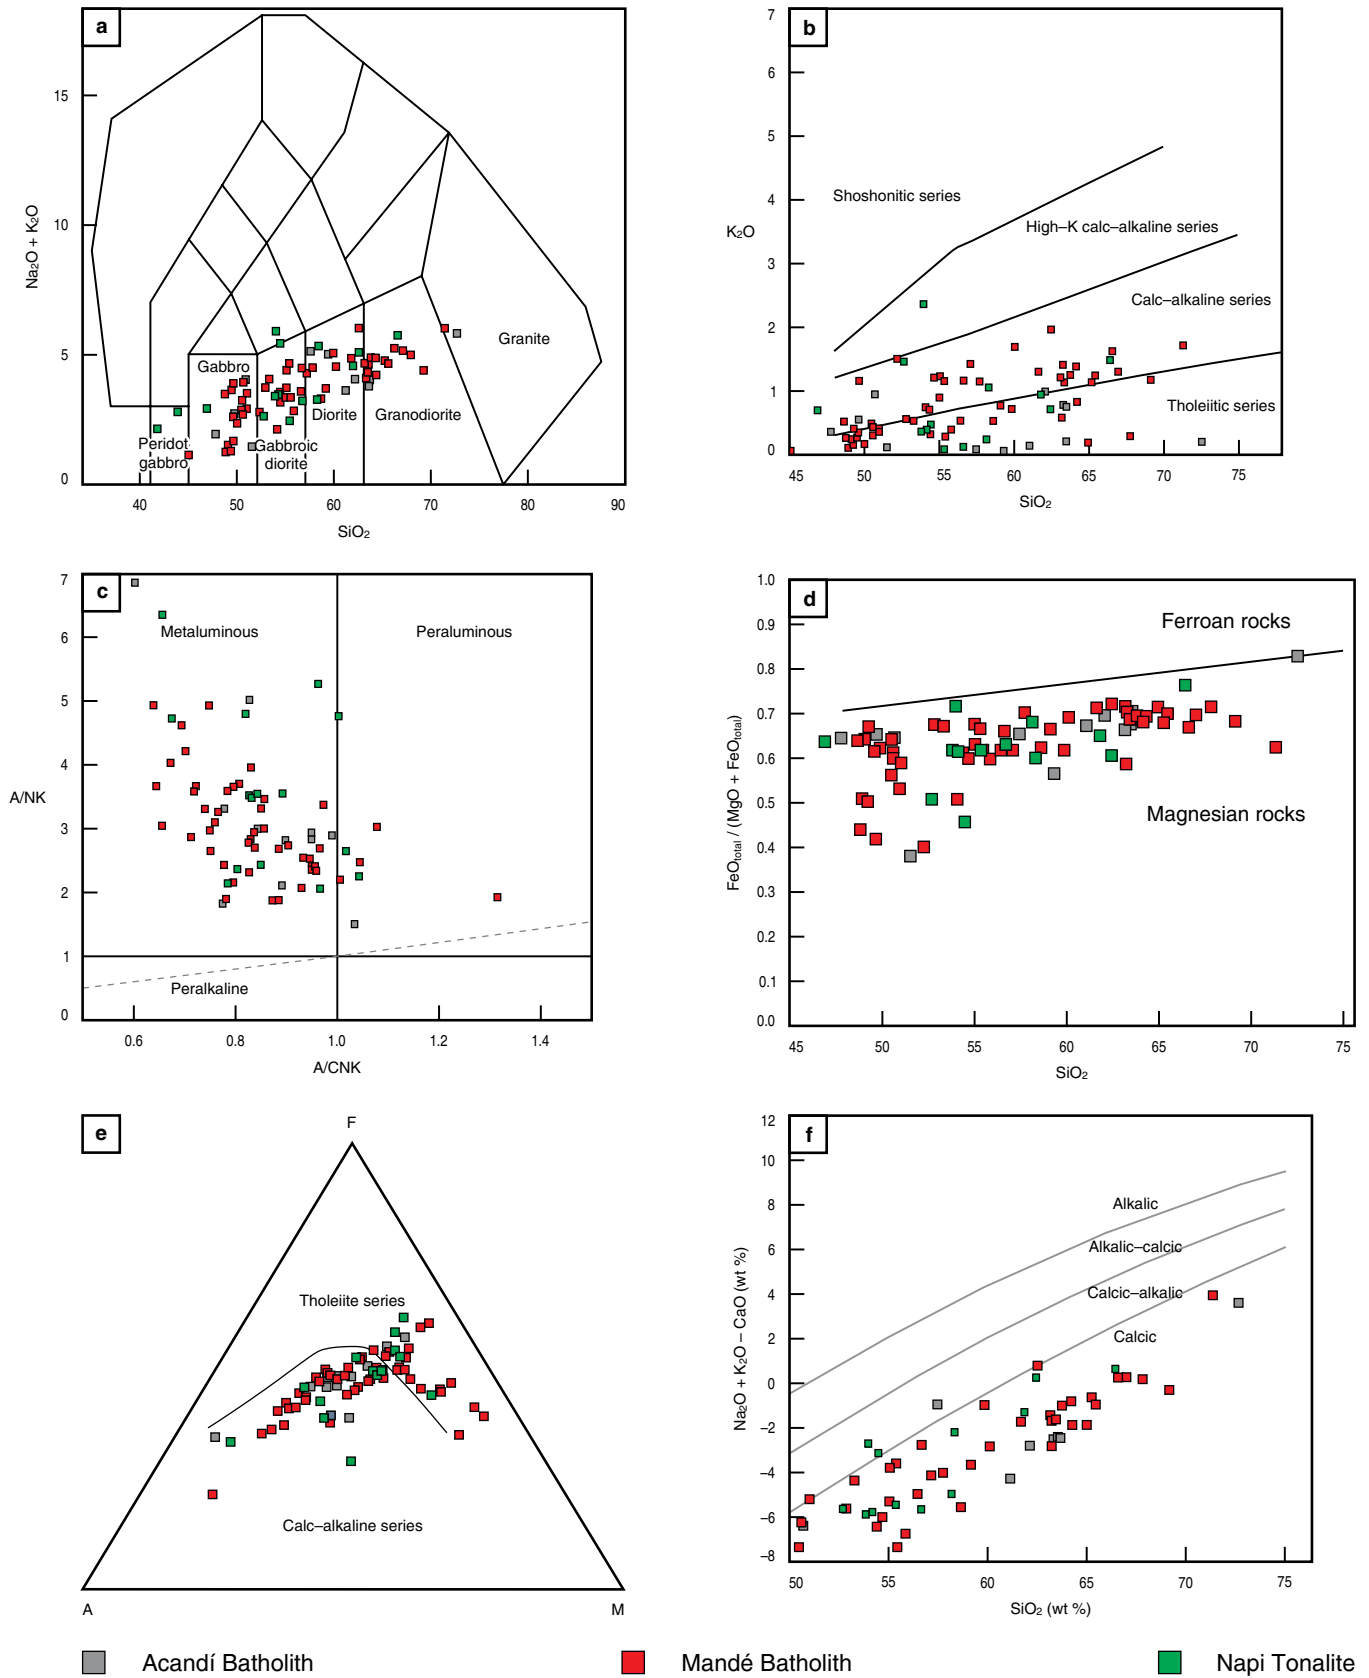 a
15
10
5
0
Na₂O + K₂O
Gabbro
Granite
Diorite
Granodiorite
Peridot
gabbro
Gabbroic
diorite
40
50
60
70
80
90
SiO₂
b
7
6
5
4
3
2
1
0
K₂O
Shoshonitic series
High–K calc–alkaline series
Calc–alkaline series
Tholeiitic series
45
50
55
60
65
70
75
SiO₂
c
7
6
5
4
3
2
1
0
A/NK
Metaluminous
Peraluminous
Peralkaline
0.6
0.8
1.0
1.2
1.4
A/CNK
d
1.0
0.9
0.8
0.7
0.6
0.5
0.4
0.3
0.2
0.1
0.0
FeOtotal / (MgO + FeOtotal)
Ferroan rocks
Magnesian rocks
45
50
55
60
65
70
75
SiO₂
e
F
Tholeiite series
Calc–alkaline series
A
M
f
12
10
8
6
4
2
0
–2
–4
–6
–8
Na₂O + K₂O – CaO (wt %)
Alkalic
Alkalic–calcic
Calcic–alkalic
Calcic
50
55
60
65
70
75
SiO₂ (wt %)
Acandí Batholith
Mandé Batholith
Napi Tonalite